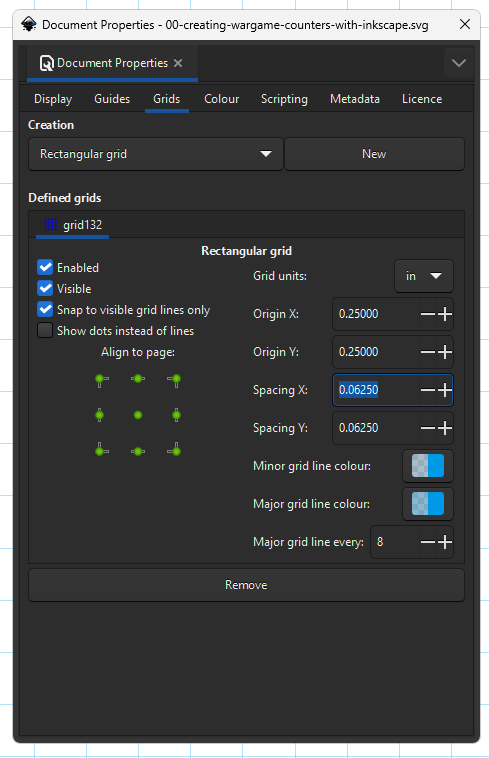 Document Properties - 00-creating-wargame-counters-with-inkscape.svg
Document Properties
Display Guides Grids Colour Scripting Metadata Licence
Creation
Rectangular grid New
Defined grids
grid132
Rectangular grid
Enabled
Visible
Snap to visible grid lines only
Show dots instead of lines
Align to page:
Grid units: in
Origin X: 0.25000
Origin Y: 0.25000
Spacing X: 0.06250
Spacing Y: 0.06250
Minor grid line colour:
Major grid line colour:
Major grid line every: 8
Remove